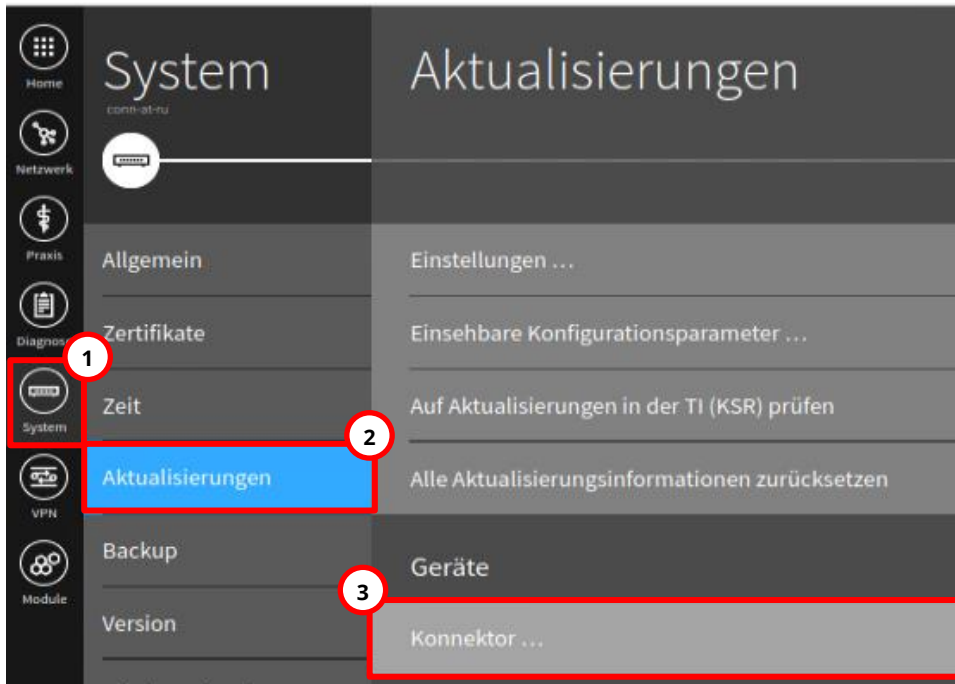 Home
Netzwerk
Praxis
Diagnose
System
VPN
Module
System
conn-at-ru
Allgemein
Zertifikate
Zeit
Aktualisierungen
Backup
Version
Aktualisierungen
Einstellungen ...
Einsehbare Konfigurationsparameter ...
Auf Aktualisierungen in der TI (KSR) prüfen
Alle Aktualisierungsinformationen zurücksetzen
Geräte
Konnektor ...
1
2
3